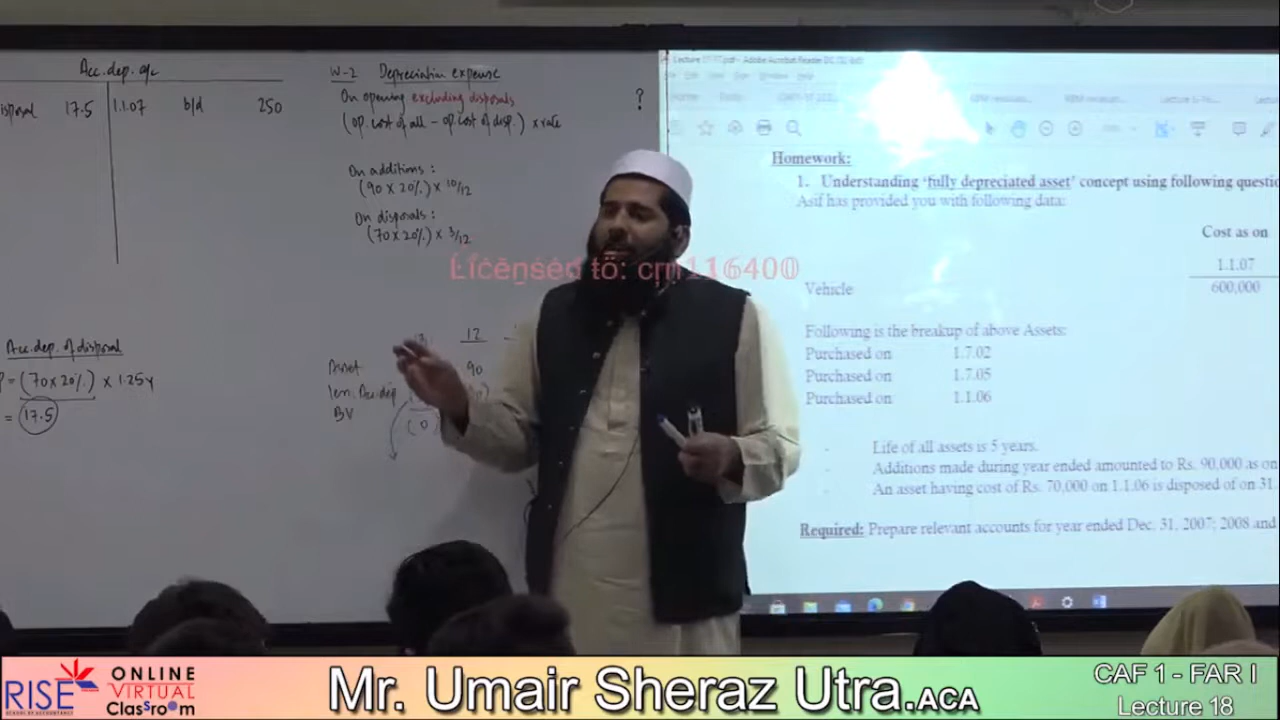 Acc. dep. a/c
17.5 1.1.07 b/d 250
W-2 Depreciation expense
On opening excluding disposals ?
(op. cost of all - op. cost of disp.) x rate
On additions:
(90 x 20%) x 10/12
On disposals:
(70 x 20%) x 3/12
Acc. dep. of disposal
= (70 x 20%) x 1.25y
= 17.5
12
Asset 90
BV (0)
Homework:
1. Understanding 'fully depreciated asset' concept using following
Asif has provided you with following data:
Cost as on
1.1.07
Vehicle 600,000
Following is the breakup of above Assets:
Purchased on 1.7.02
Purchased on 1.7.05
Purchased on 1.1.06
- Life of all assets is 5 years.
- Additions made during year ended amounted to Rs. 90,000 as on
- An asset having cost of Rs. 70,000 on 1.1.06 is disposed of on 31.
Required: Prepare relevant accounts for year ended Dec. 31, 2007; 2008 and
Licensed to: cm116400
RISE
ONLINE
VIRTUAL
Classroom
Mr. Umair Sheraz Utra.ACA
CAF 1 - FAR I
Lecture 18